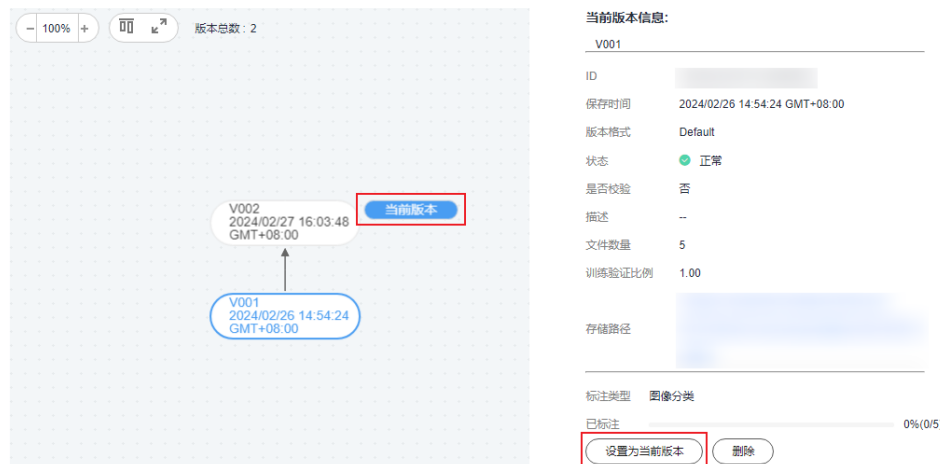 − 100% +
版本总数 : 2
V002
2024/02/27 16:03:48
GMT+08:00
当前版本
V001
2024/02/26 14:54:24
GMT+08:00
当前版本信息:
V001
ID
保存时间 2024/02/26 14:54:24 GMT+08:00
版本格式 Default
状态 正常
是否校验 否
描述 --
文件数量 5
训练验证比例 1.00
存储路径
标注类型 图像分类
已标注 0%(0/5)
设置为当前版本 删除